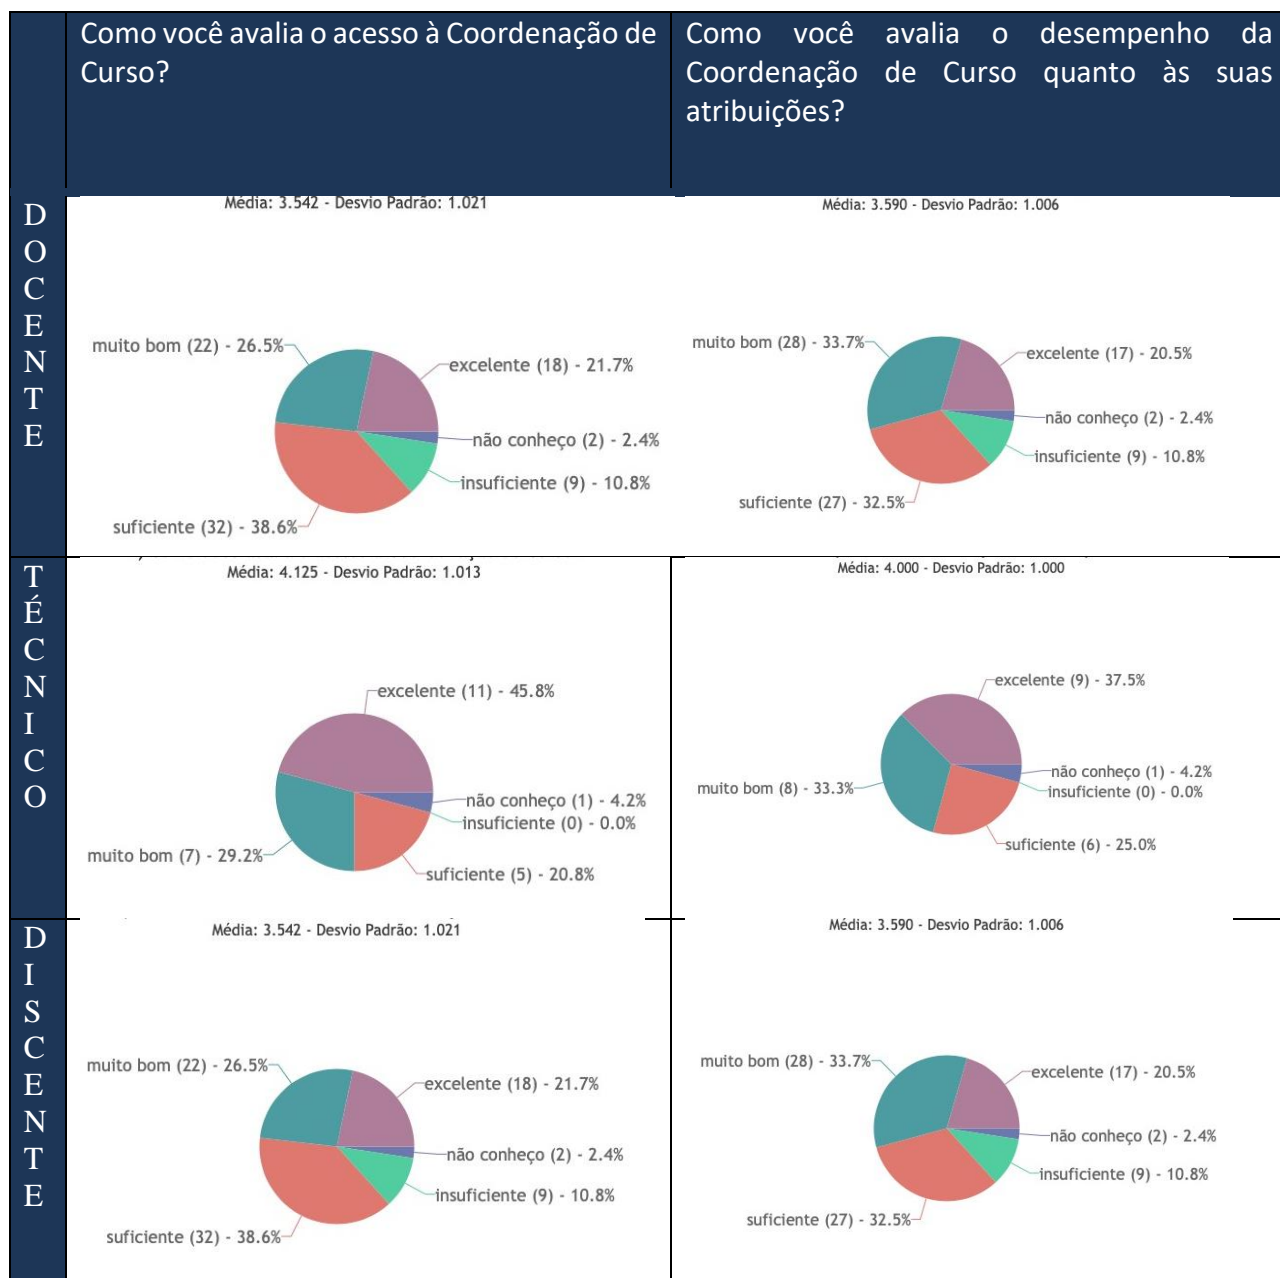 Como você avalia o acesso à Coordenação de
Curso?
Como você avalia o desempenho da
Coordenação de Curso quanto às suas
atribuições?
DOCENTE
Média: 3.542 - Desvio Padrão: 1.021
muito bom (22) - 26.5%
excelente (18) - 21.7%
não conheço (2) - 2.4%
insuficiente (9) - 10.8%
suficiente (32) - 38.6%
Média: 3.590 - Desvio Padrão: 1.006
muito bom (28) - 33.7%
excelente (17) - 20.5%
não conheço (2) - 2.4%
insuficiente (9) - 10.8%
suficiente (27) - 32.5%
TÉCNICO
Média: 4.125 - Desvio Padrão: 1.013
excelente (11) - 45.8%
não conheço (1) - 4.2%
insuficiente (0) - 0.0%
muito bom (7) - 29.2%
suficiente (5) - 20.8%
Média: 4.000 - Desvio Padrão: 1.000
excelente (9) - 37.5%
não conheço (1) - 4.2%
muito bom (8) - 33.3%
insuficiente (0) - 0.0%
suficiente (6) - 25.0%
DISCENTE
Média: 3.542 - Desvio Padrão: 1.021
muito bom (22) - 26.5%
excelente (18) - 21.7%
não conheço (2) - 2.4%
insuficiente (9) - 10.8%
suficiente (32) - 38.6%
Média: 3.590 - Desvio Padrão: 1.006
muito bom (28) - 33.7%
excelente (17) - 20.5%
não conheço (2) - 2.4%
insuficiente (9) - 10.8%
suficiente (27) - 32.5%